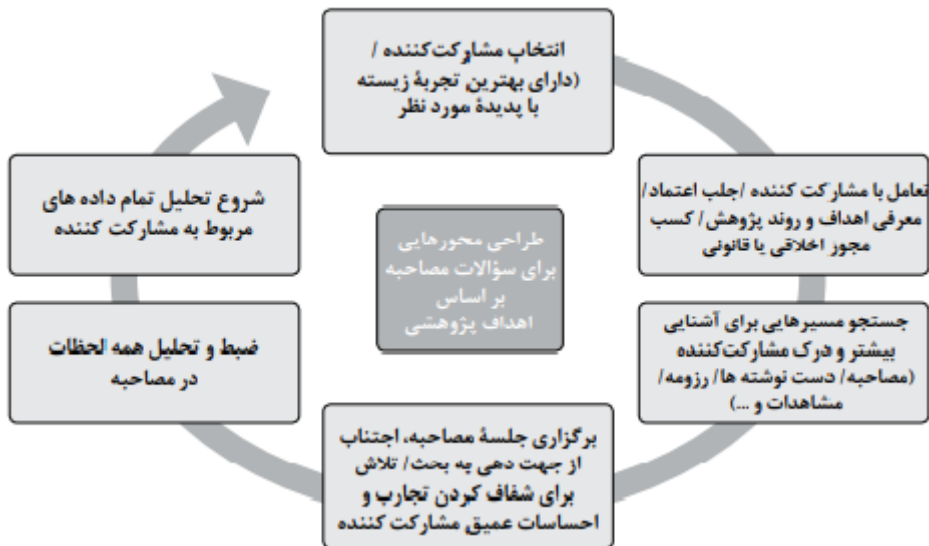 انتخاب مشارکت‌کننده /
(دارای بهترین تجربهٔ زیسته
با پدیدهٔ مورد نظر
تعامل با مشارکت کننده /جلب اعتماد/
معرفی اهداف و روند پژوهش/ کسب
مجوز اخلاقی یا قانونی
جستجو مسیرهایی برای آشنایی
بیشتر و درک مشارکت‌کننده
(مصاحبه/ دست نوشته ها/ رزومه/
مشاهدات و ...)
برگزاری جلسهٔ مصاحبه، اجتناب
از جهت دهی به بحث/ تلاش
برای شفاف کردن تجارب و
احساسات عمیق مشارکت کننده
ضبط و تحلیل همه لحظات
در مصاحبه
شروع تحلیل تمام داده های
مربوط به مشارکت کننده
طراحی محورهایی
برای سؤالات مصاحبه
بر اساس
اهداف پژوهشی